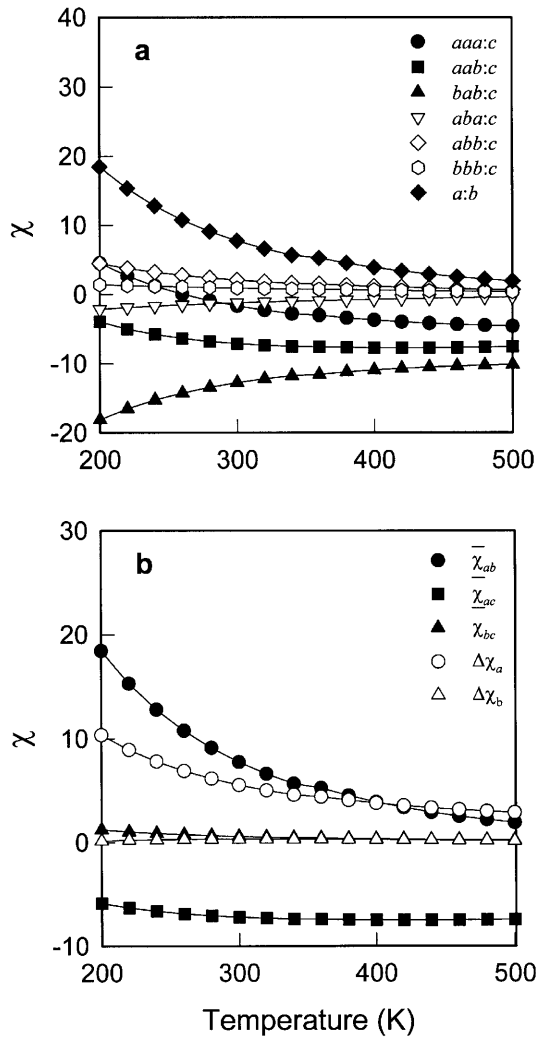 40
a
aaa:c
30
aab:c
bab:c
20
aba:c
abb:c
bbb:c
10
a:b
χ
0
-10
-20
200 300 400 500
30
b
χ̅ab
χ̅ac
20
χ̅bc
Δχa
Δχb
χ
10
0
-10
200 300 400 500
Temperature (K)